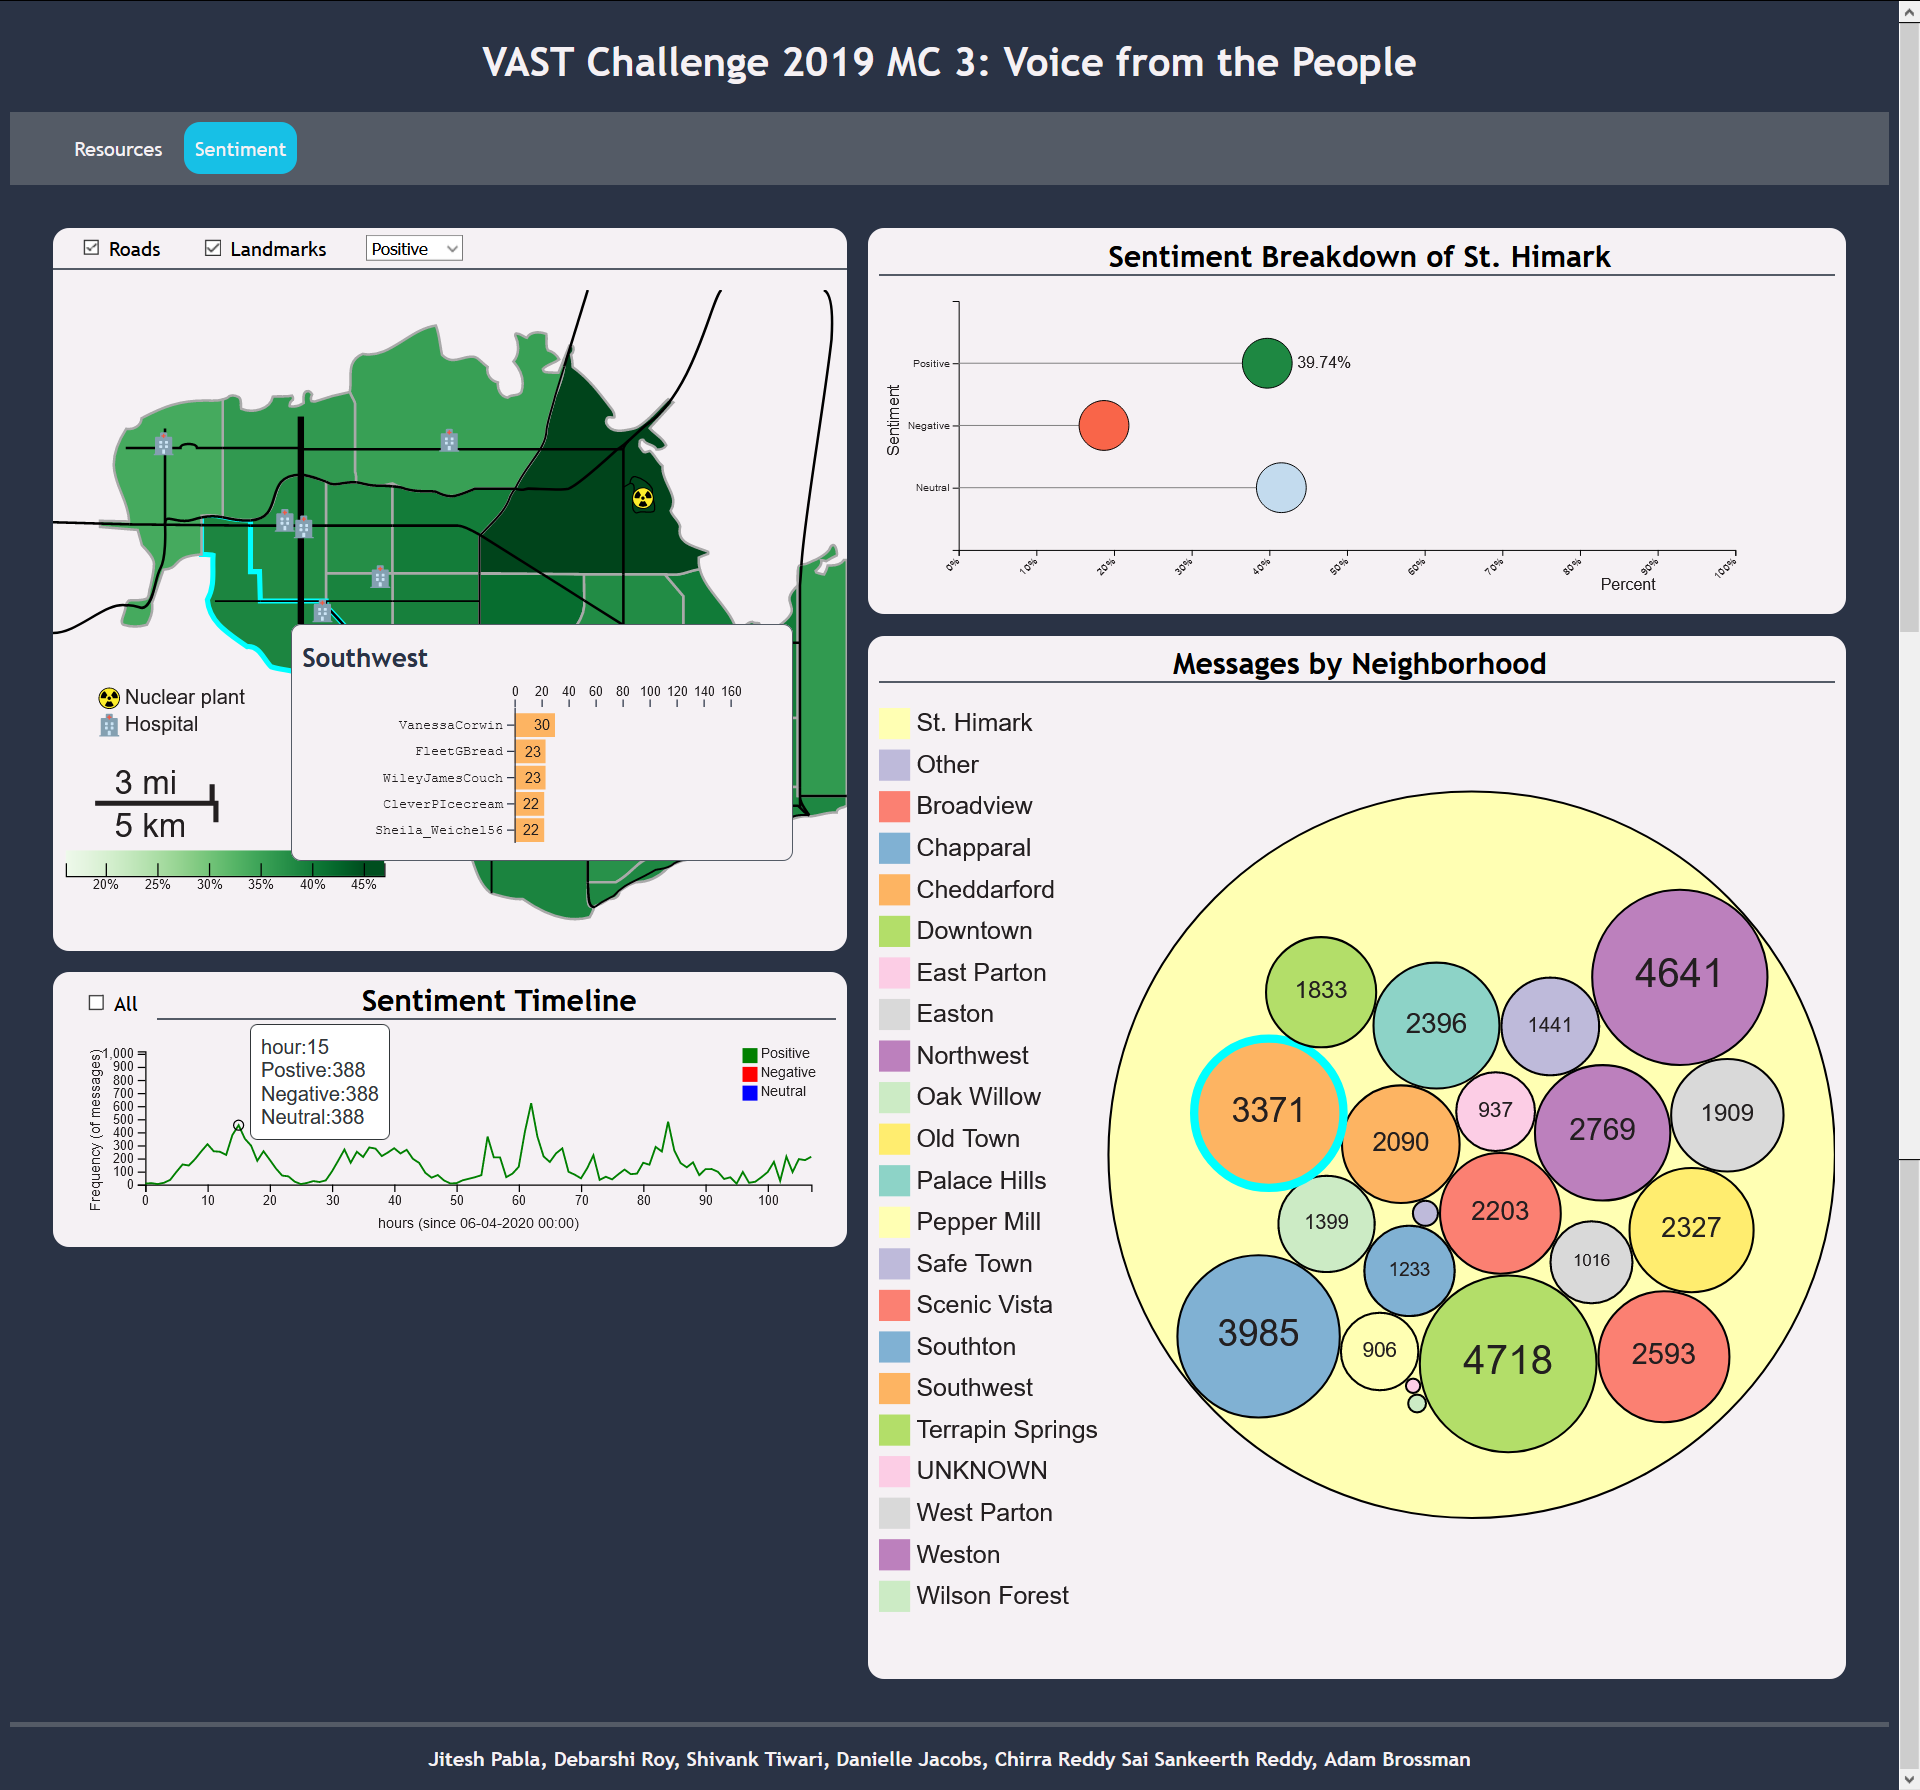 VAST Challenge 2019 MC 3: Voice from the People
Resources
Sentiment
Roads
Landmarks
Positive
Southwest
0 20 40 60 80 100 120 140 160
VanessaCorwin 30
FleetGBread 23
WileyJamesCouch 23
CleverPIcecream 22
Sheila_Weichel56 22
Nuclear plant
Hospital
3 mi
5 km
20% 25% 30% 35% 40% 45%
All
Sentiment Timeline
hour:15
Postive:388
Negative:388
Neutral:388
Positive
Negative
Neutral
Frequency (of messages)
1,000
900
800
700
600
500
400
300
200
100
0
0 10 20 30 40 50 60 70 80 90 100
hours (since 06-04-2020 00:00)
Sentiment Breakdown of St. Himark
Sentiment
Positive
39.74%
Negative
Neutral
0% 10% 20% 30% 40% 50% 60% 70% 80% 90% 100%
Percent
Messages by Neighborhood
St. Himark
Other
Broadview
Chapparal
Cheddarford
Downtown
East Parton
Easton
Northwest
Oak Willow
Old Town
Palace Hills
Pepper Mill
Safe Town
Scenic Vista
Southton
Southwest
Terrapin Springs
UNKNOWN
West Parton
Weston
Wilson Forest
4641
1833
2396
1441
3371
2090
937
2769
1909
1399
2203
2327
1233
1016
3985
906
4718
2593
Jitesh Pabla, Debarshi Roy, Shivank Tiwari, Danielle Jacobs, Chirra Reddy Sai Sankeerth Reddy, Adam Brossman